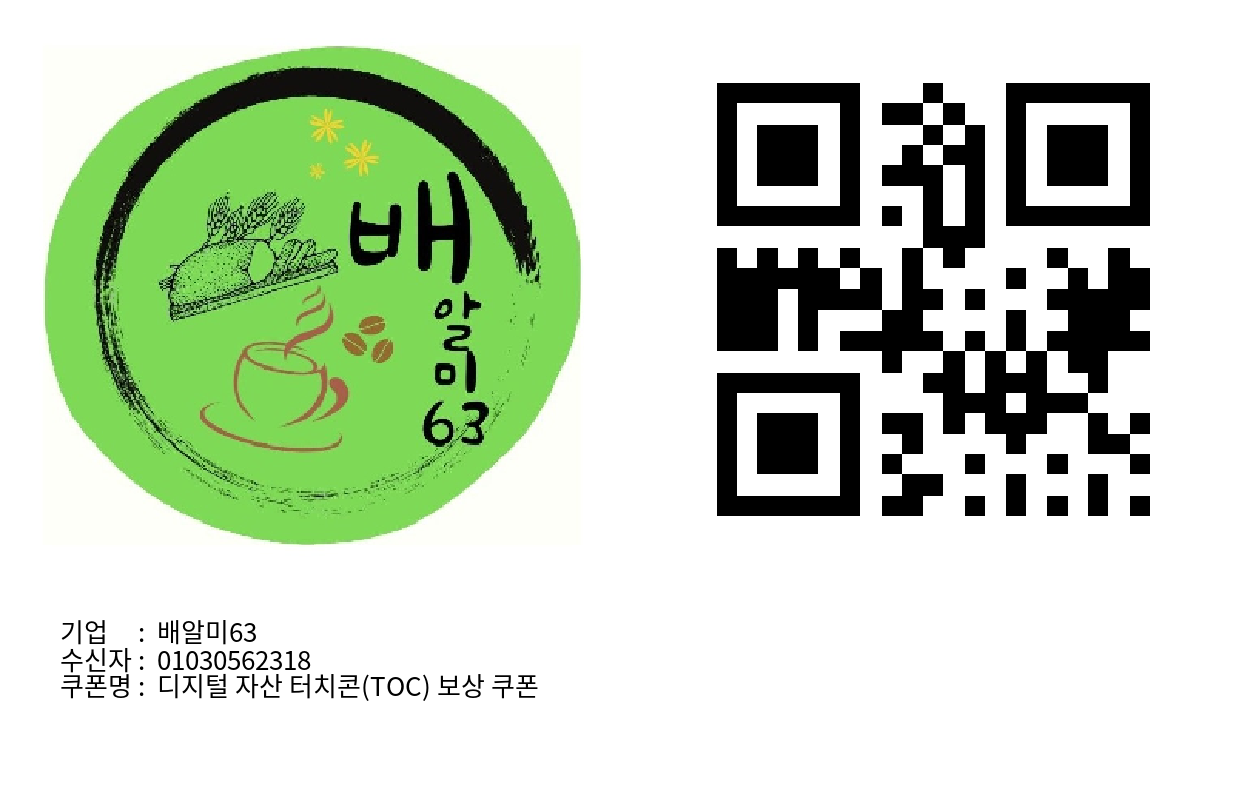 배
알
미
63
기업 : 배알미63
수신자 : 01030562318
쿠폰명 : 디지털 자산 터치콘(TOC) 보상 쿠폰